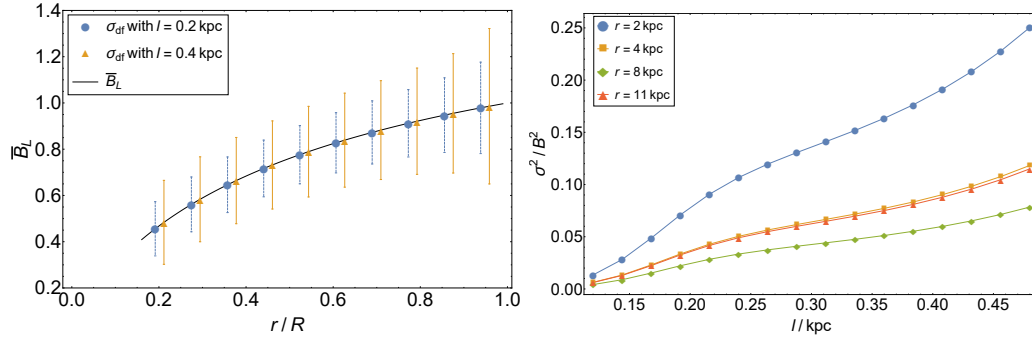 σdf with l = 0.2 kpc
σdf with l = 0.4 kpc
B̅L
1.4
1.2
1.0
0.8
0.6
0.4
0.2
B̅L
0.0 0.2 0.4 0.6 0.8 1.0
r / R
r = 2 kpc
r = 4 kpc
r = 8 kpc
r = 11 kpc
0.25
0.20
0.15
0.10
0.05
0.00
σ² / B²
0.15 0.20 0.25 0.30 0.35 0.40 0.45
l / kpc